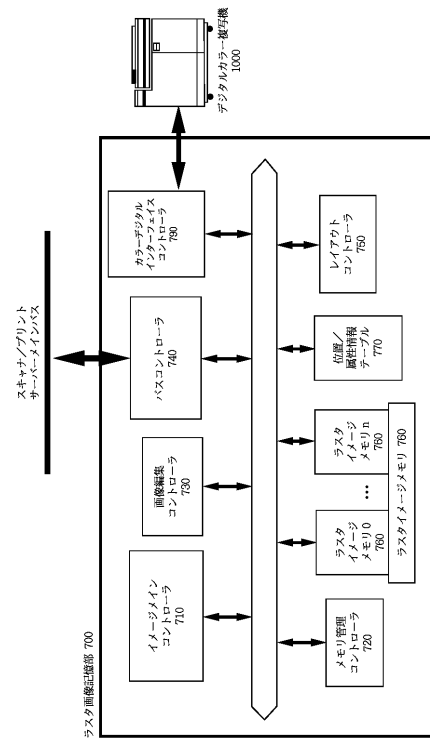 ラスタ画像記憶部 700
スキャナ/プリント
サーバーメインバス
イメージメイン
コントローラ
710
画像編集
コントローラ
730
バスコントローラ
740
カラーデジタル
インターフェイス
コントローラ
790
デジタルカラー複写機
1000
メモリ管理
コントローラ
720
ラスタ
イメージ
メモリ0
760
...
ラスタ
イメージ
メモリn
760
ラスタイメージメモリ 760
位置/
属性情報
テーブル
770
レイアウト
コントローラ
750